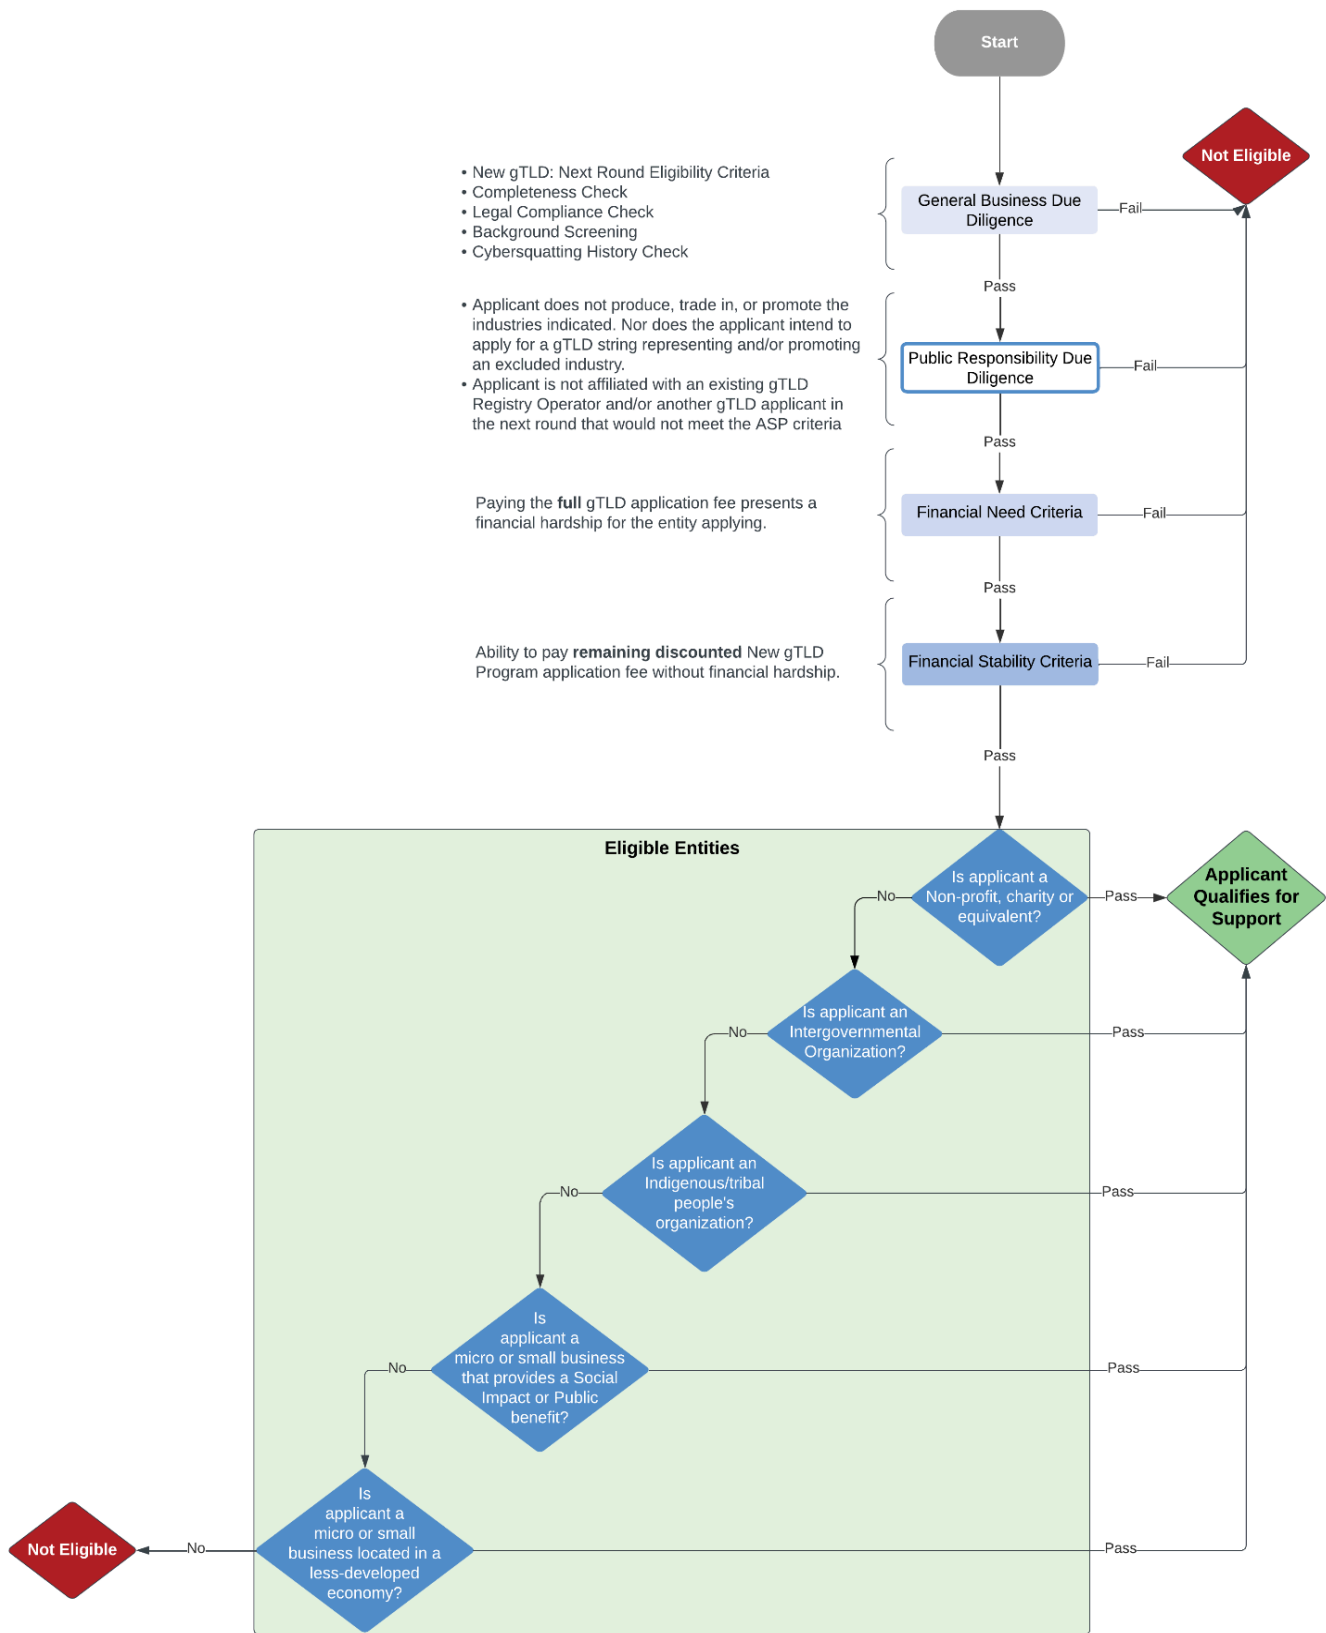 Start
Not Eligible
• New gTLD: Next Round Eligibility Criteria
• Completeness Check
• Legal Compliance Check
• Background Screening
• Cybersquatting History Check
General Business Due
Diligence
Fail
Pass
• Applicant does not produce, trade in, or promote the
industries indicated. Nor does the applicant intend to
apply for a gTLD string representing and/or promoting
an excluded industry.
• Applicant is not affiliated with an existing gTLD
Registry Operator and/or another gTLD applicant in
the next round that would not meet the ASP criteria
Public Responsibility Due
Diligence
Fail
Pass
Paying the full gTLD application fee presents a
financial hardship for the entity applying.
Financial Need Criteria
Fail
Pass
Ability to pay remaining discounted New gTLD
Program application fee without financial hardship.
Financial Stability Criteria
Fail
Pass
Eligible Entities
Is applicant a
Non-profit, charity or
equivalent?
No
Pass
Applicant
Qualifies for
Support
Is applicant an
Intergovernmental
Organization?
No
Pass
Is applicant an
Indigenous/tribal
people's
organization?
No
Pass
Is
applicant a
micro or small business
that provides a Social
Impact or Public
benefit?
No
Pass
Is
applicant a
micro or small
business located in a
less-developed
economy?
No
Pass
Not Eligible